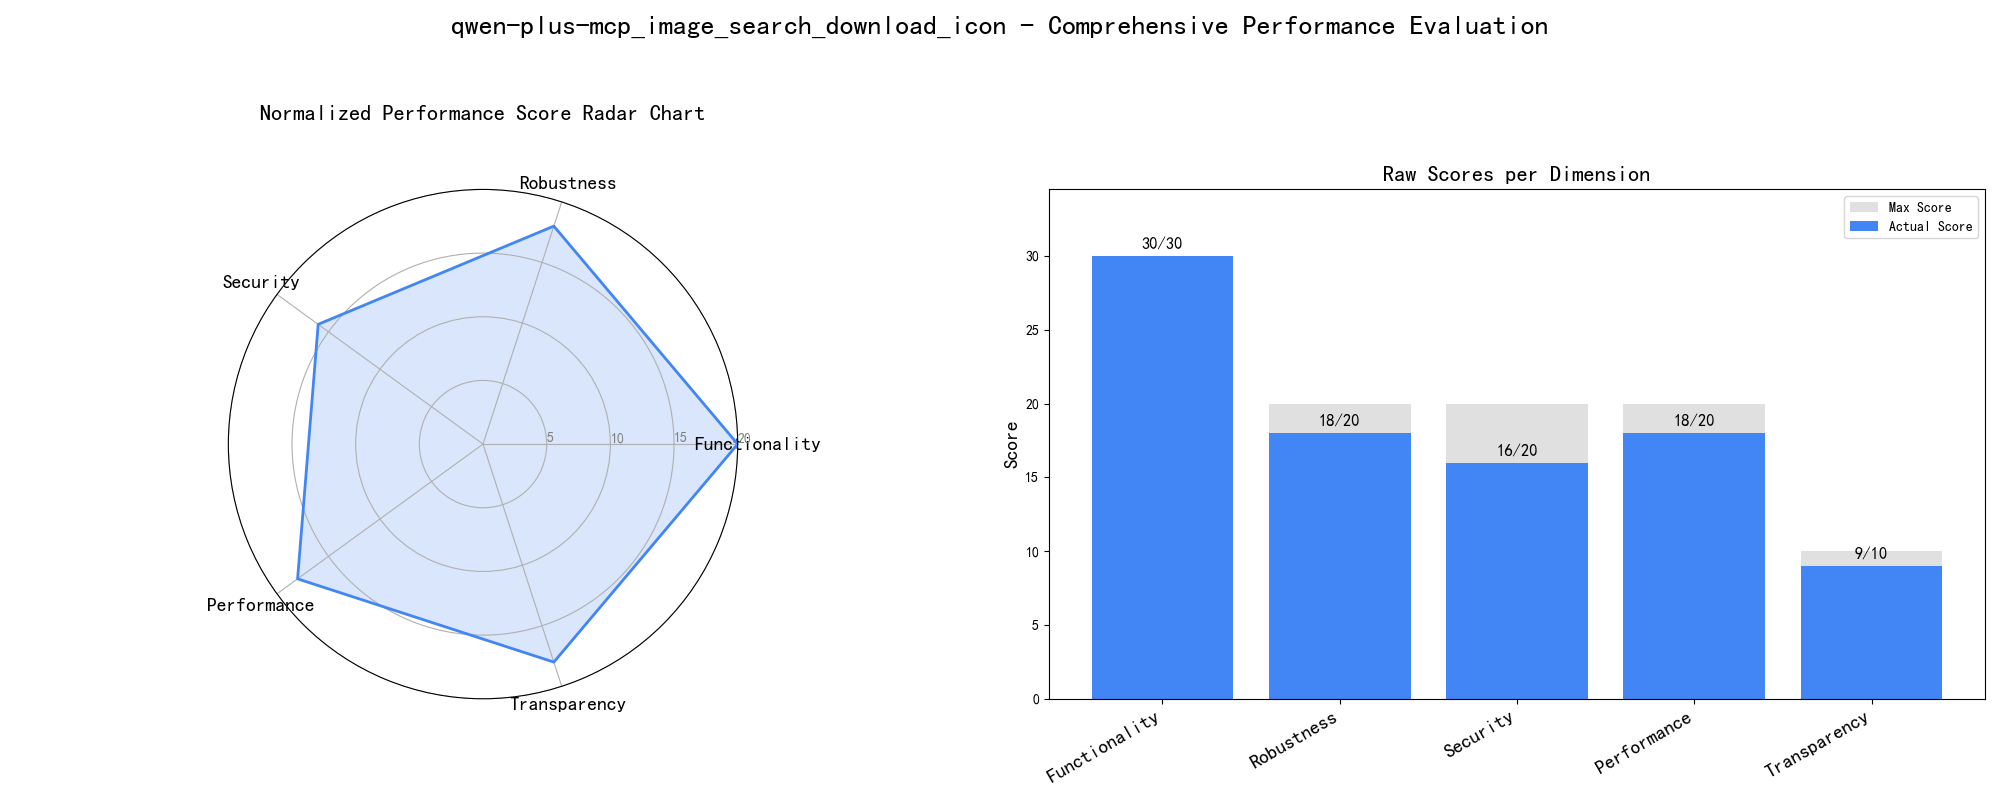 qwen-plus-mcp_image_search_download_icon - Comprehensive Performance Evaluation
Normalized Performance Score Radar Chart
Robustness
Security
Functionality
5
10
15
20
Performance
Transparency
Raw Scores per Dimension
Max Score
Actual Score
Score
30
25
20
15
10
5
0
30/30
18/20
16/20
18/20
9/10
Functionality
Robustness
Security
Performance
Transparency